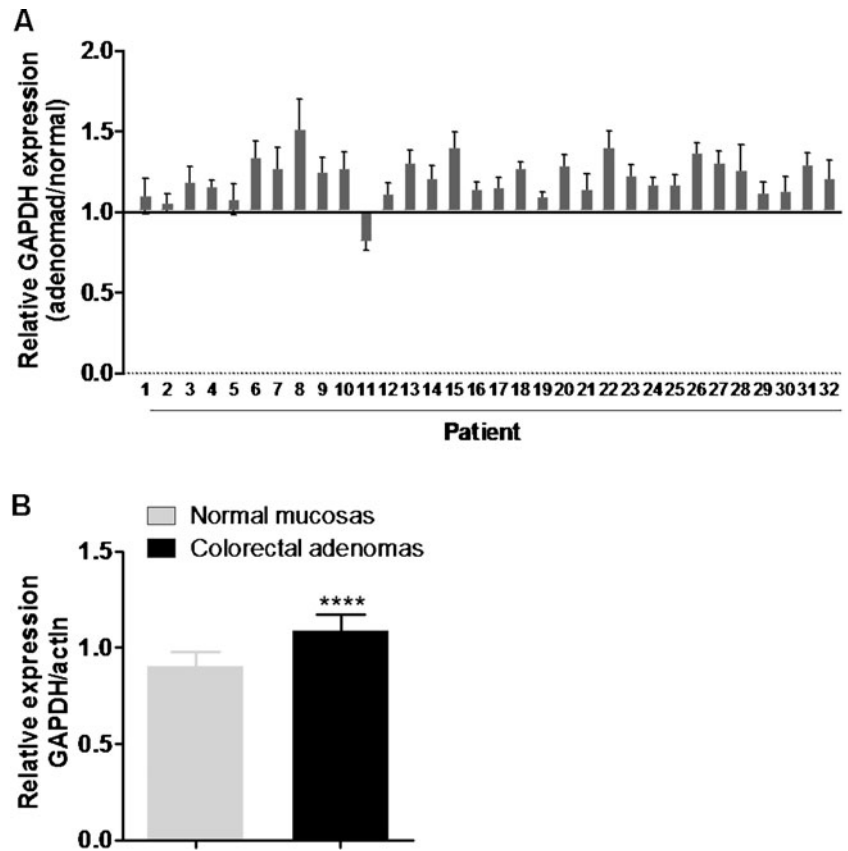 A
Relative GAPDH expression
(adenomad/normal)
2.0
1.5
1.0
0.5
0.0
1 2 3 4 5 6 7 8 9 10 11 12 13 14 15 16 17 18 19 20 21 22 23 24 25 26 27 28 29 30 31 32
Patient
B
Normal mucosas
Colorectal adenomas
Relative expression
GAPDH/actIn
1.5
1.0
0.5
0.0
****